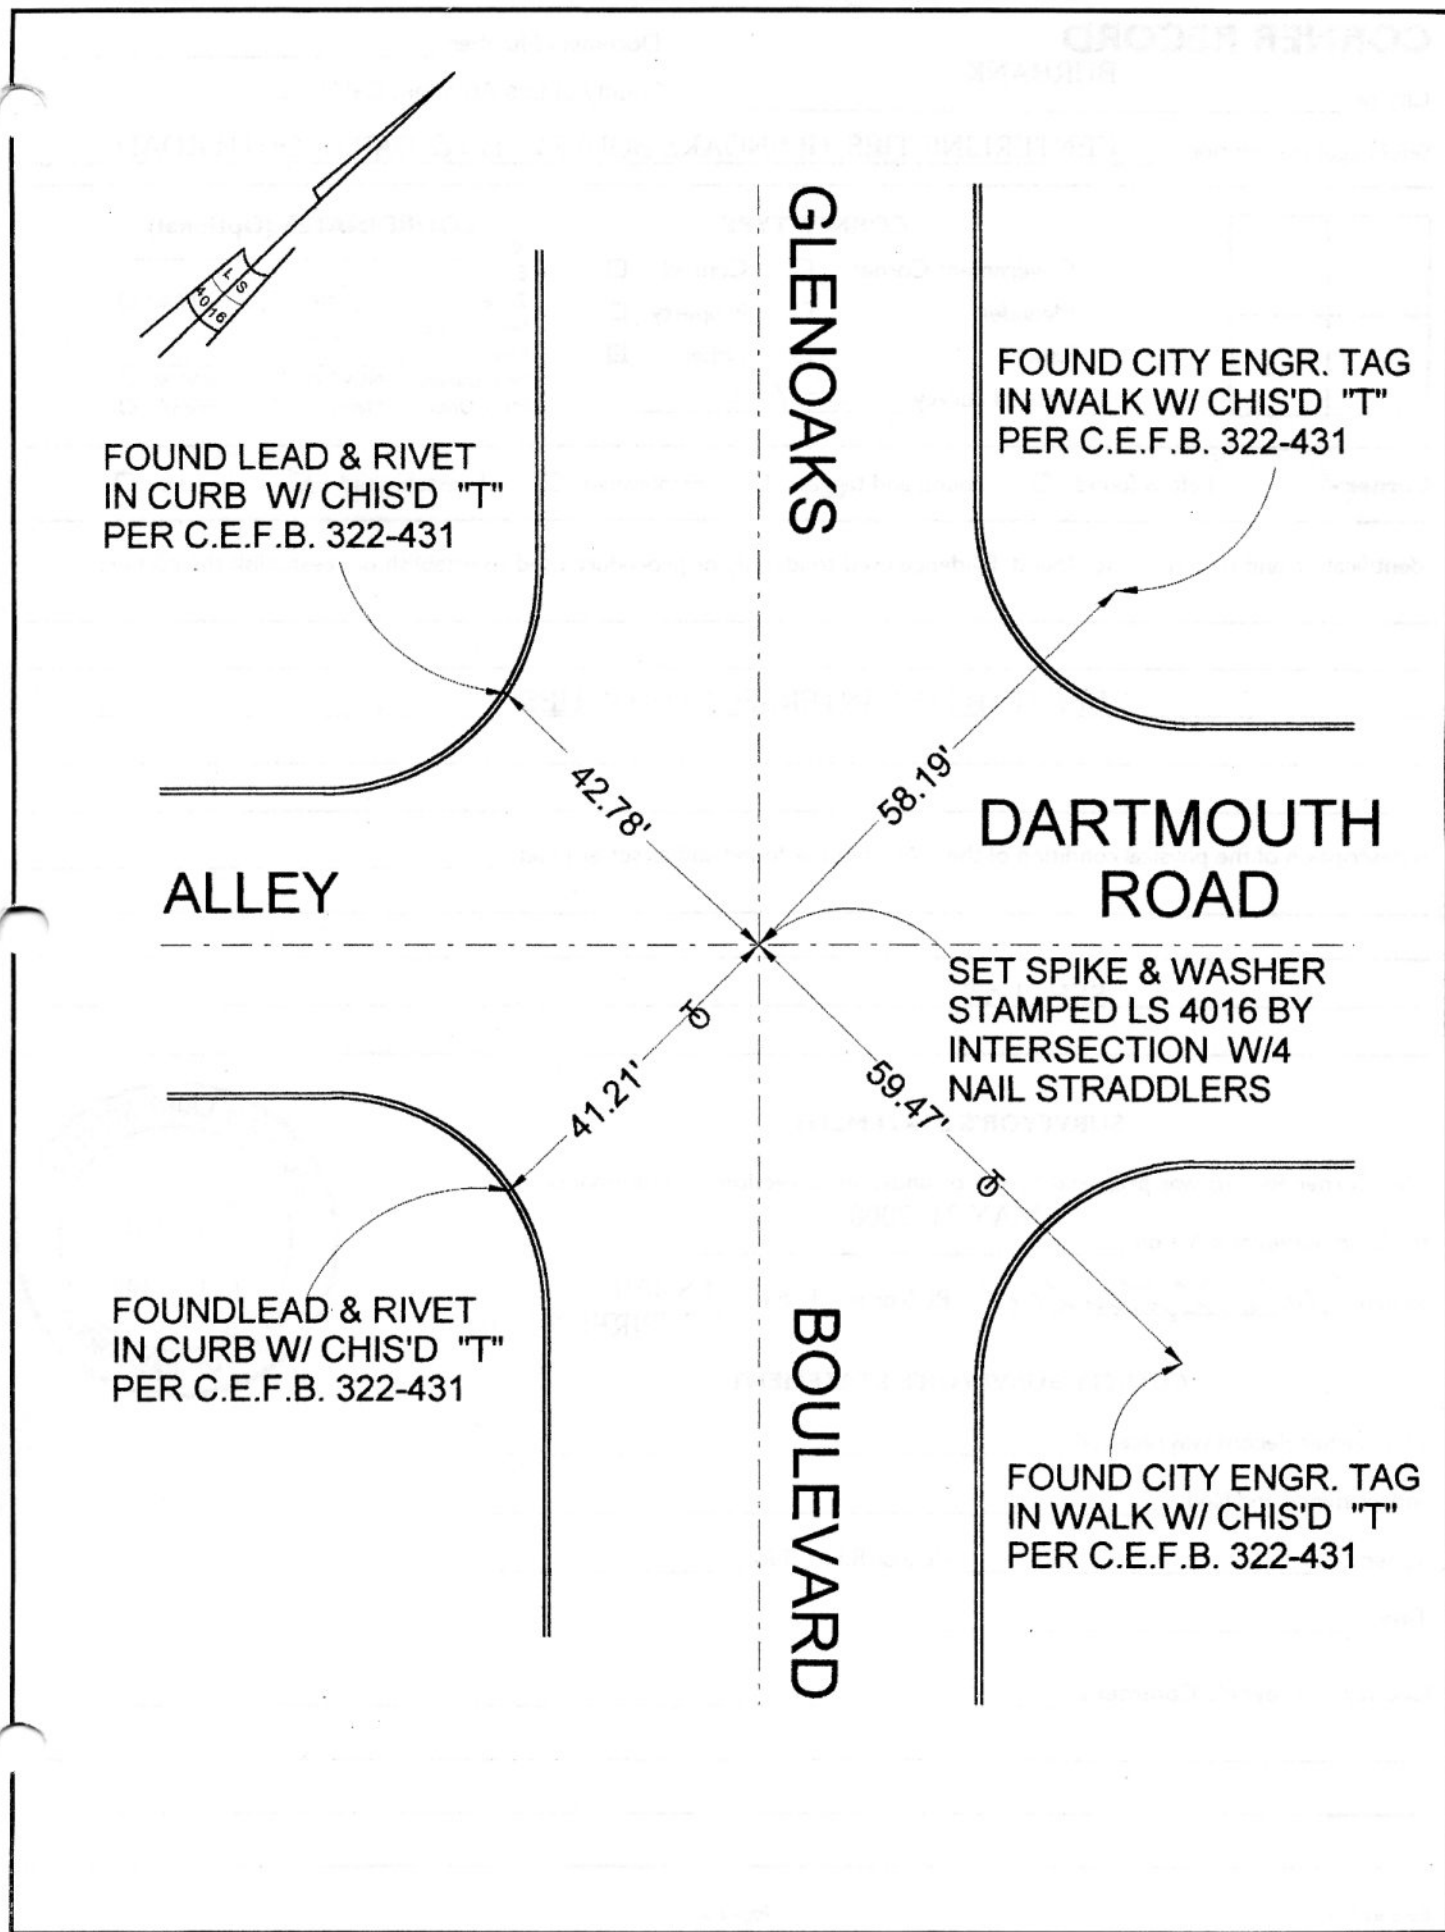 L S
4016
GLENOAKS
FOUND CITY ENGR. TAG
IN WALK W/ CHIS'D "T"
PER C.E.F.B. 322-431
FOUND LEAD & RIVET
IN CURB W/ CHIS'D "T"
PER C.E.F.B. 322-431
42.78'
58.19'
DARTMOUTH
ROAD
ALLEY
SET SPIKE & WASHER
STAMPED LS 4016 BY
INTERSECTION W/4
NAIL STRADDLERS
41.21'
59.47'
FOUNDLEAD & RIVET
IN CURB W/ CHIS'D "T"
PER C.E.F.B. 322-431
BOULEVARD
FOUND CITY ENGR. TAG
IN WALK W/ CHIS'D "T"
PER C.E.F.B. 322-431